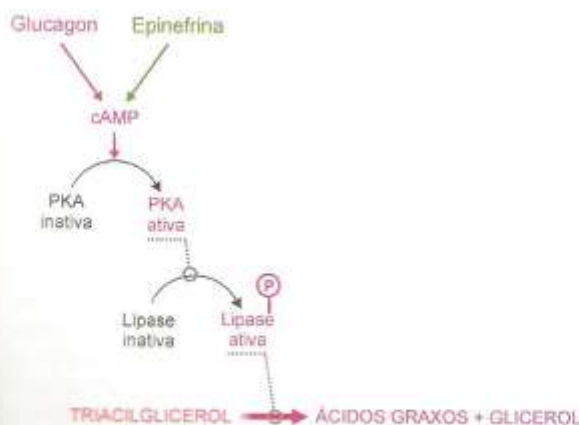 Glucagon Epinefrina
cAMP
PKA
inativa
PKA
ativa
P
Lipase
inativa
Lipase
ativa
TRIACILGLICEROL ÁCIDOS GRAXOS + GLICEROL